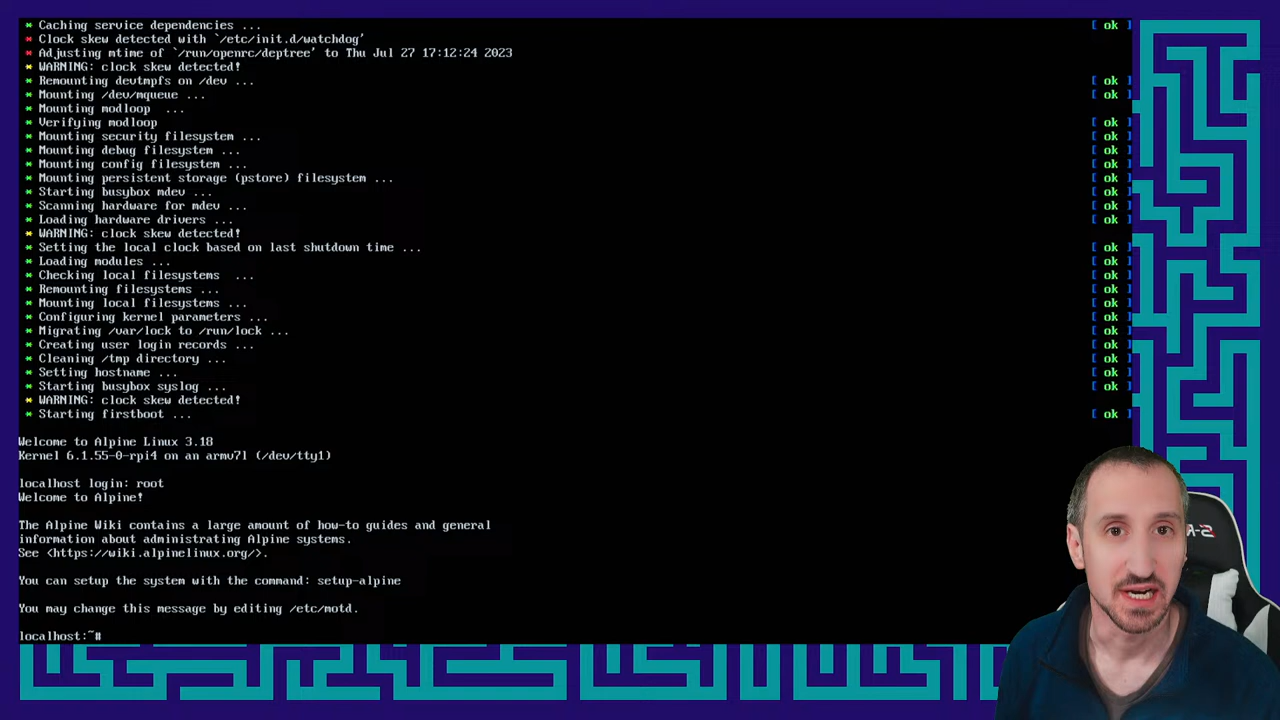 * Caching service dependencies ... [ ok ]
* Clock skew detected with `/etc/init.d/watchdog'
* Adjusting mtime of `/run/openrc/deptree' to Thu Jul 27 17:12:24 2023
* WARNING: clock skew detected!
* Remounting devtmpfs on /dev ... [ ok ]
* Mounting /dev/mqueue ... [ ok ]
* Mounting modloop ...
* Verifying modloop [ ok ]
* Mounting security filesystem ... [ ok ]
* Mounting debug filesystem ... [ ok ]
* Mounting config filesystem ... [ ok ]
* Mounting persistent storage (pstore) filesystem ... [ ok ]
* Starting busybox mdev ... [ ok ]
* Scanning hardware for mdev ... [ ok ]
* Loading hardware drivers ... [ ok ]
* WARNING: clock skew detected!
* Setting the local clock based on last shutdown time ... [ ok ]
* Loading modules ... [ ok ]
* Checking local filesystems ... [ ok ]
* Remounting filesystems ... [ ok ]
* Mounting local filesystems ... [ ok ]
* Configuring kernel parameters ... [ ok ]
* Migrating /var/lock to /run/lock ... [ ok ]
* Creating user login records ... [ ok ]
* Cleaning /tmp directory ... [ ok ]
* Setting hostname ... [ ok ]
* Starting busybox syslog ... [ ok ]
* WARNING: clock skew detected!
* Starting firstboot ... [ ok ]
Welcome to Alpine Linux 3.18
Kernel 6.1.55-0-rpi4 on an armv7l (/dev/tty1)
localhost login: root
Welcome to Alpine!
The Alpine Wiki contains a large amount of how-to guides and general
information about administrating Alpine systems.
See <https://wiki.alpinelinux.org/>.
You can setup the system with the command: setup-alpine
You may change this message by editing /etc/motd.
localhost:~#